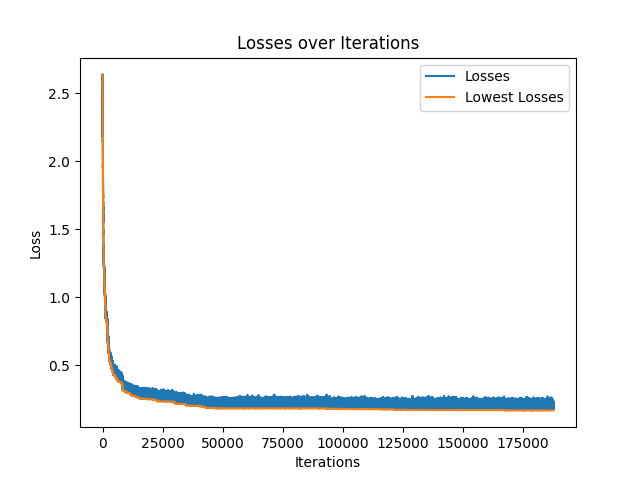 Losses over Iterations
Losses
Lowest Losses
2.5
2.0
1.5
1.0
0.5
Loss
0 25000 50000 75000 100000 125000 150000 175000
Iterations